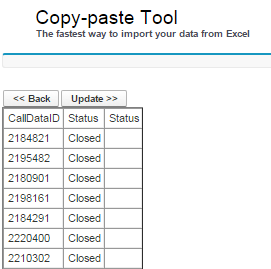 Copy-paste Tool
The fastest way to import your data from Excel
<< Back Update >>
CallDataID Status Status
2184821 Closed
2195482 Closed
2180901 Closed
2198161 Closed
2184291 Closed
2220400 Closed
2210302 Closed